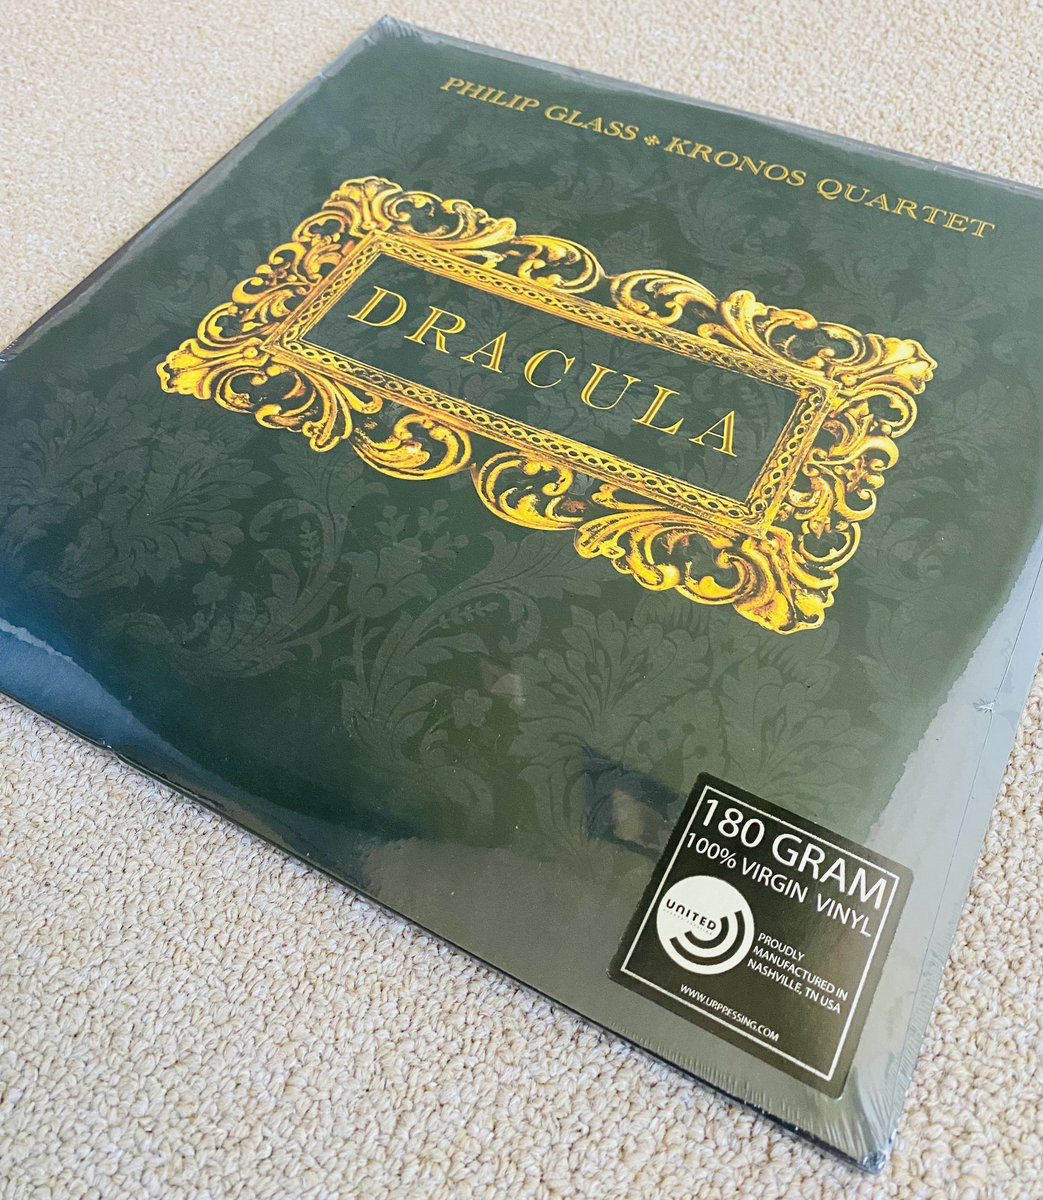 PHILIP GLASS ❉ KRONOS QUARTET
DRACULA
180 GRAM
100% VIRGIN VINYL
UNITED
PROUDLY
MANUFACTURED IN
NASHVILLE, TN USA
WWW.URPPESSING.COM